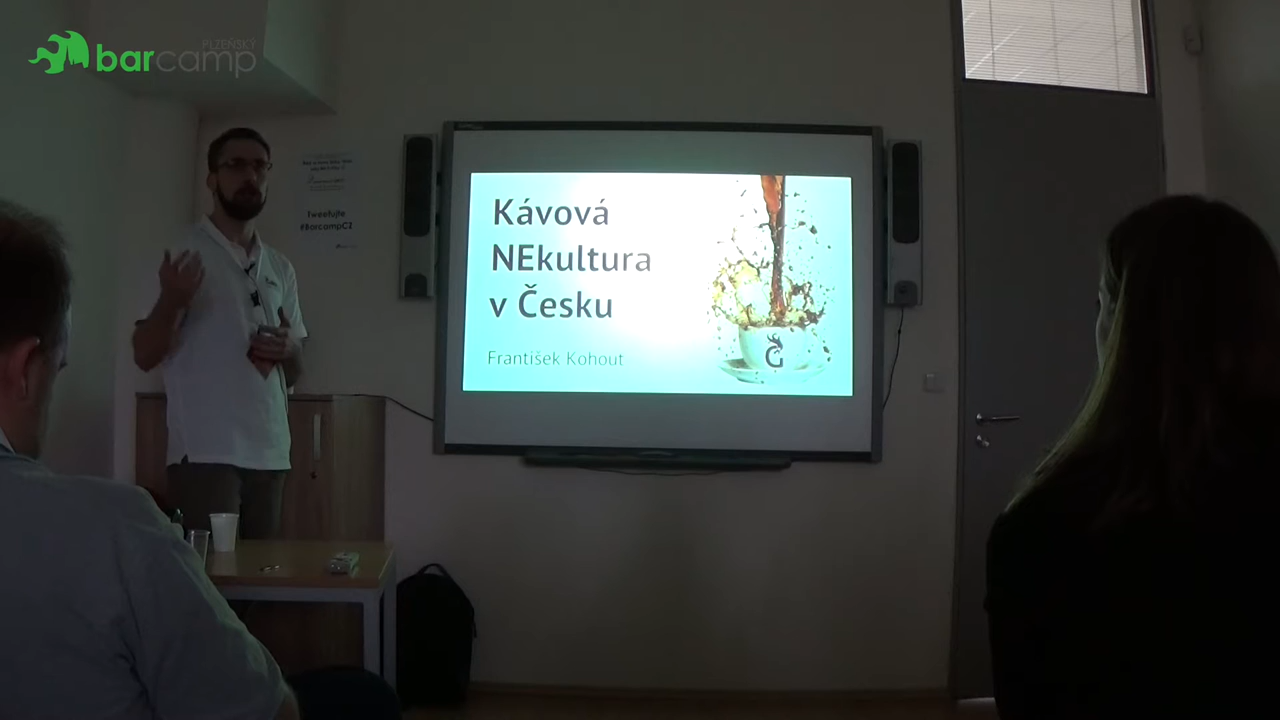 PLZEŇSKÝ
barcamp
Tweetujte
#BarcampCZ
Kávová
NEkultura
v Česku
František Kohout
Ğ